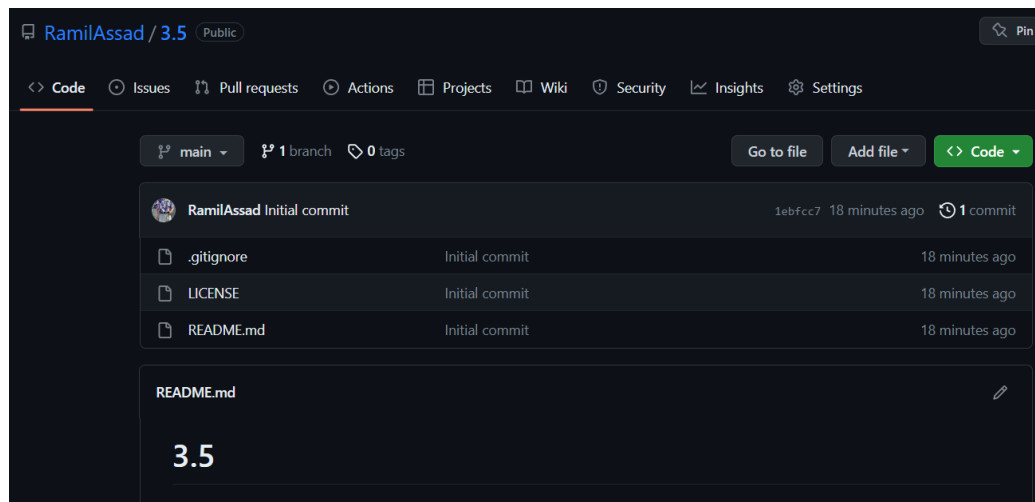 RamilAssad / 3.5 Public Pin
Code Issues Pull requests Actions Projects Wiki Security Insights Settings
main 1 branch 0 tags Go to file Add file Code
RamilAssad Initial commit 1ebfcc7 18 minutes ago 1 commit
.gitignore Initial commit 18 minutes ago
LICENSE Initial commit 18 minutes ago
README.md Initial commit 18 minutes ago
README.md
3.5